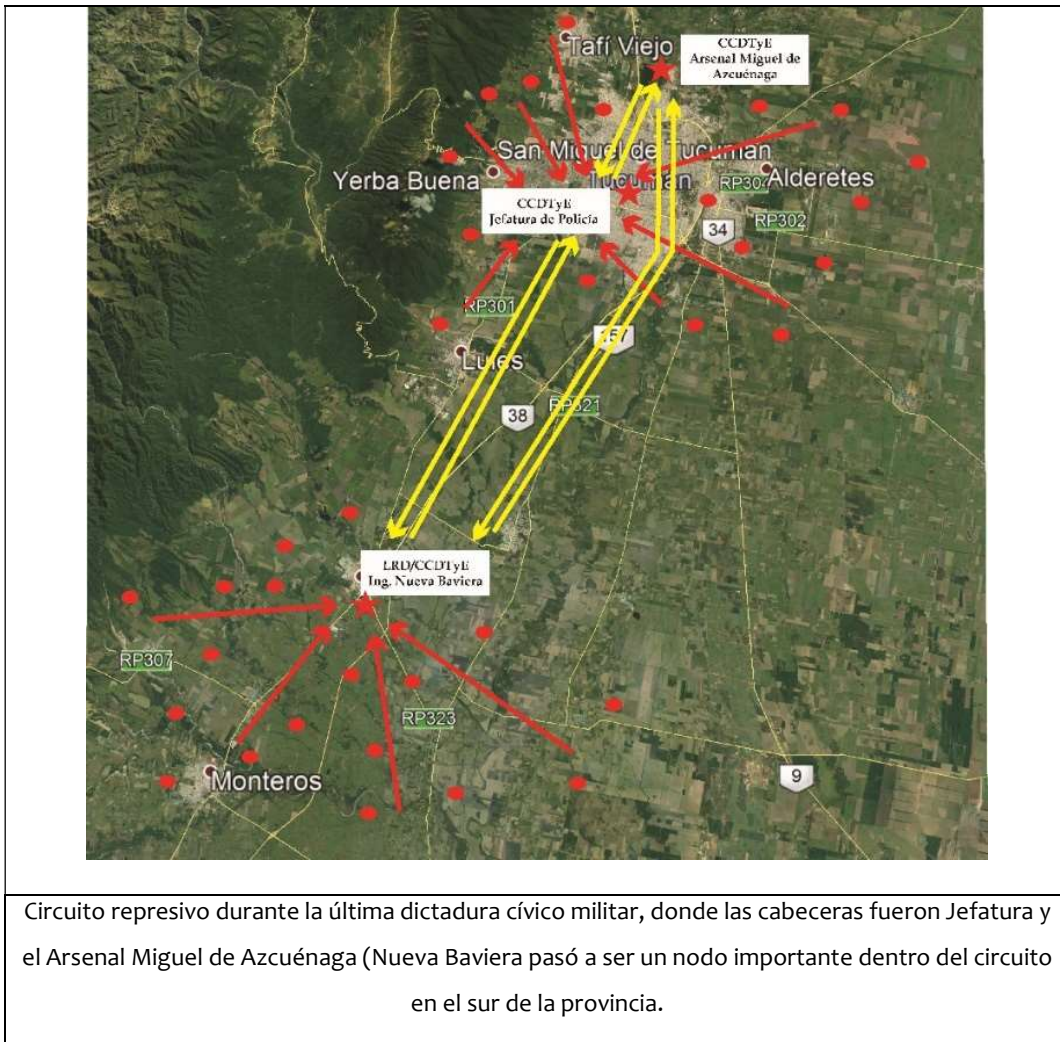 Tafí Viejo
CCDTyE
Arsenal Miguel de
Azcuénaga
San Miguel de Tucumán
Tucumán
Yerba Buena
RP304
Alderetes
CCDTyE
Jefatura de Policía
RP302
34
RP301
Lules
157
38
RP321
LRD/CCDTyE
Ing. Nueva Baviera
RP307
RP323
Monteros
9
Circuito represivo durante la última dictadura cívico militar, donde las cabeceras fueron Jefatura y
el Arsenal Miguel de Azcuénaga (Nueva Baviera pasó a ser un nodo importante dentro del circuito
en el sur de la provincia.